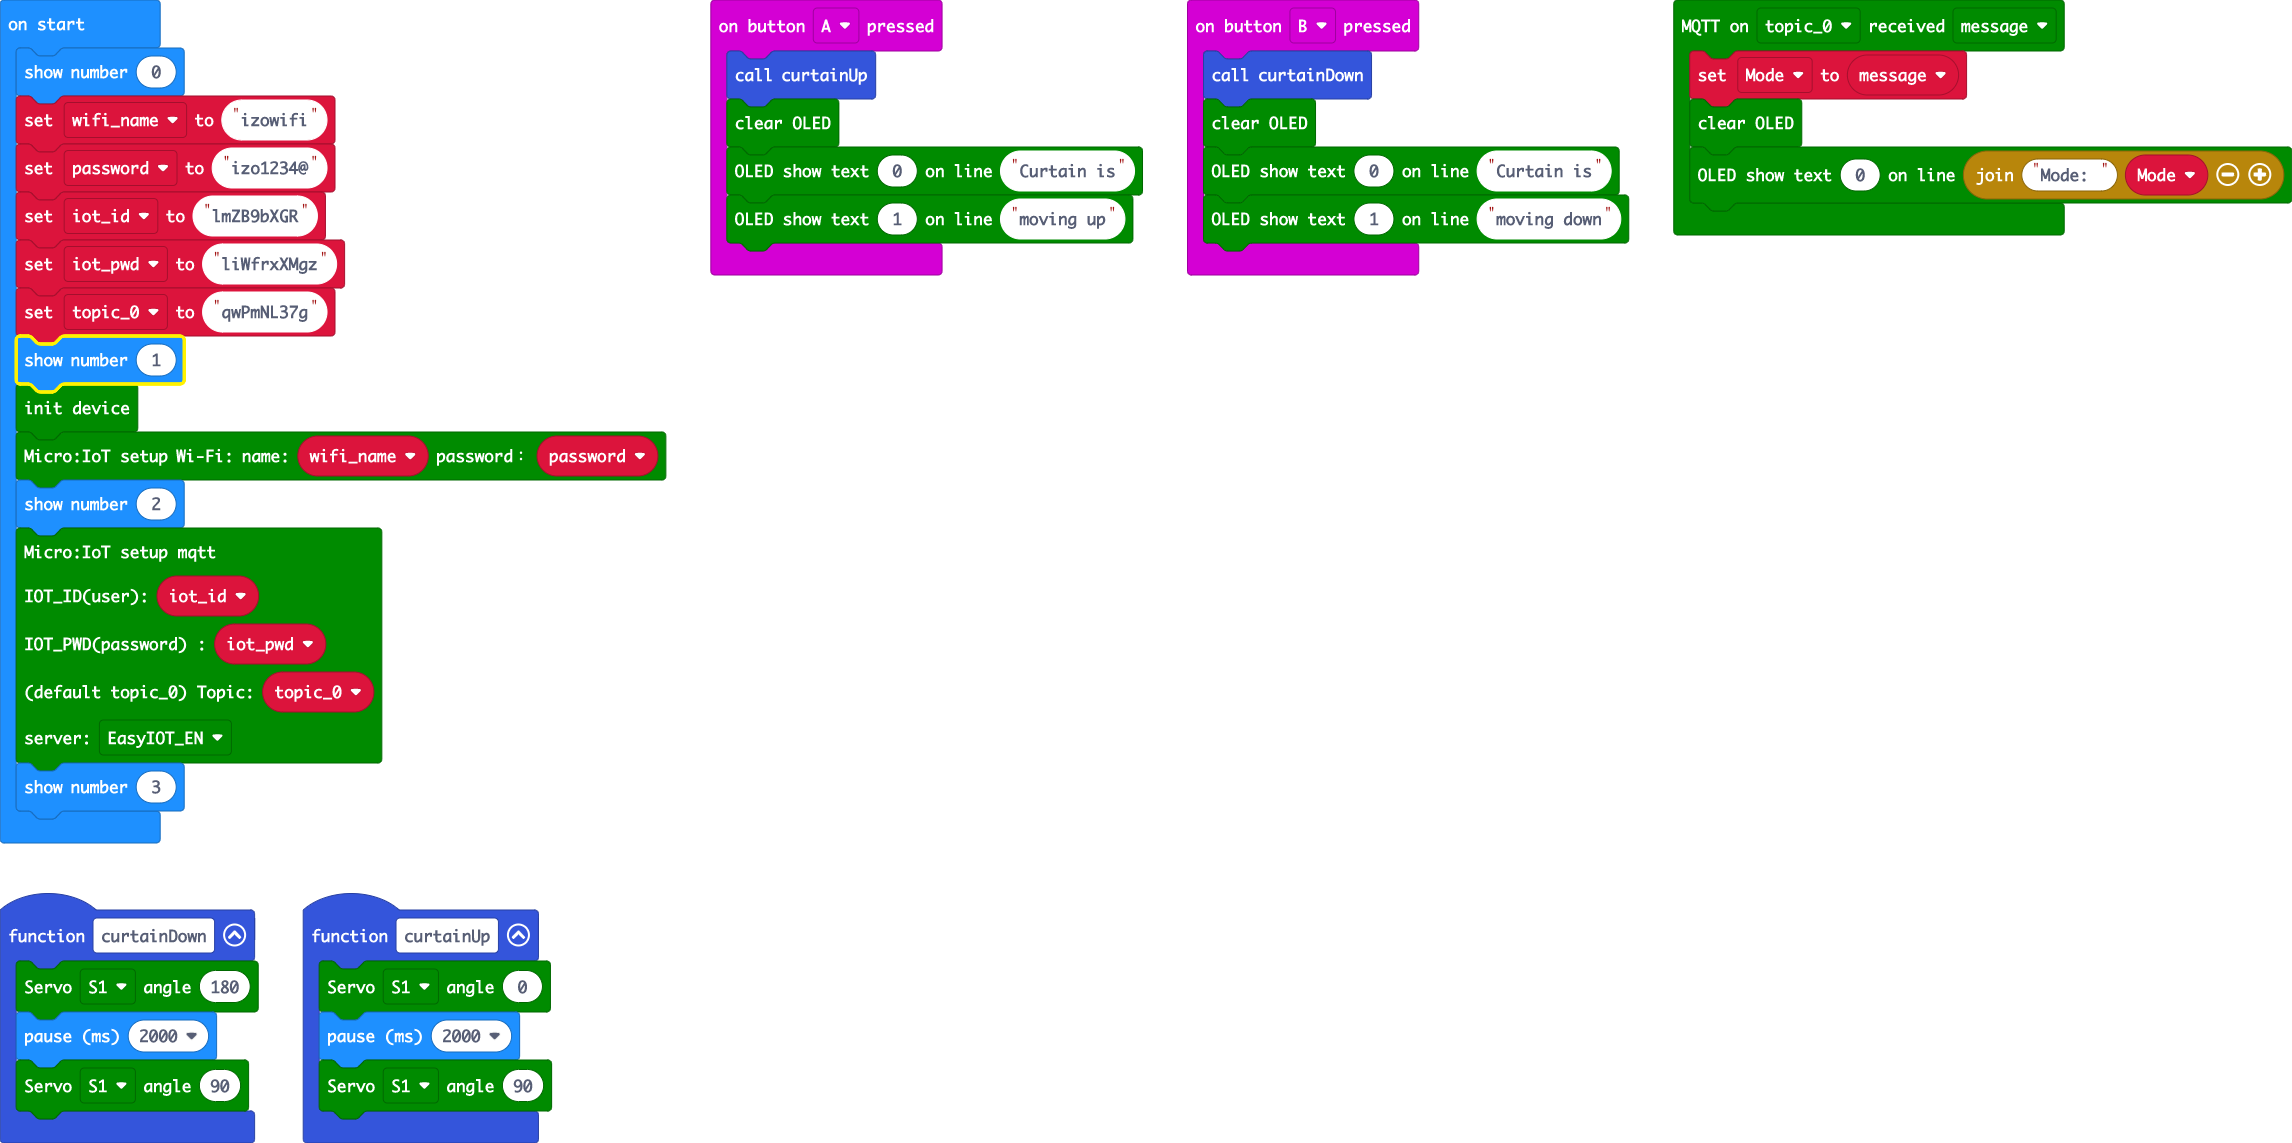 on start
show number 0
set wifi_name to "izowifi"
set password to "izo1234@"
set iot_id to "lmZB9bXGR"
set iot_pwd to "liWfrxXMgz"
set topic_0 to "qwPmNL37g"
show number 1
init device
Micro:IoT setup Wi-Fi: name: wifi_name password: password
show number 2
Micro:IoT setup mqtt
IOT_ID(user): iot_id
IOT_PWD(password) : iot_pwd
(default topic_0) Topic: topic_0
server: EasyIOT_EN
show number 3
on button A pressed
call curtainUp
clear OLED
OLED show text 0 on line "Curtain is"
OLED show text 1 on line "moving up"
on button B pressed
call curtainDown
clear OLED
OLED show text 0 on line "Curtain is"
OLED show text 1 on line "moving down"
MQTT on topic_0 received message
set Mode to message
clear OLED
OLED show text 0 on line join "Mode: " Mode
function curtainDown
Servo S1 angle 180
pause (ms) 2000
Servo S1 angle 90
function curtainUp
Servo S1 angle 0
pause (ms) 2000
Servo S1 angle 90